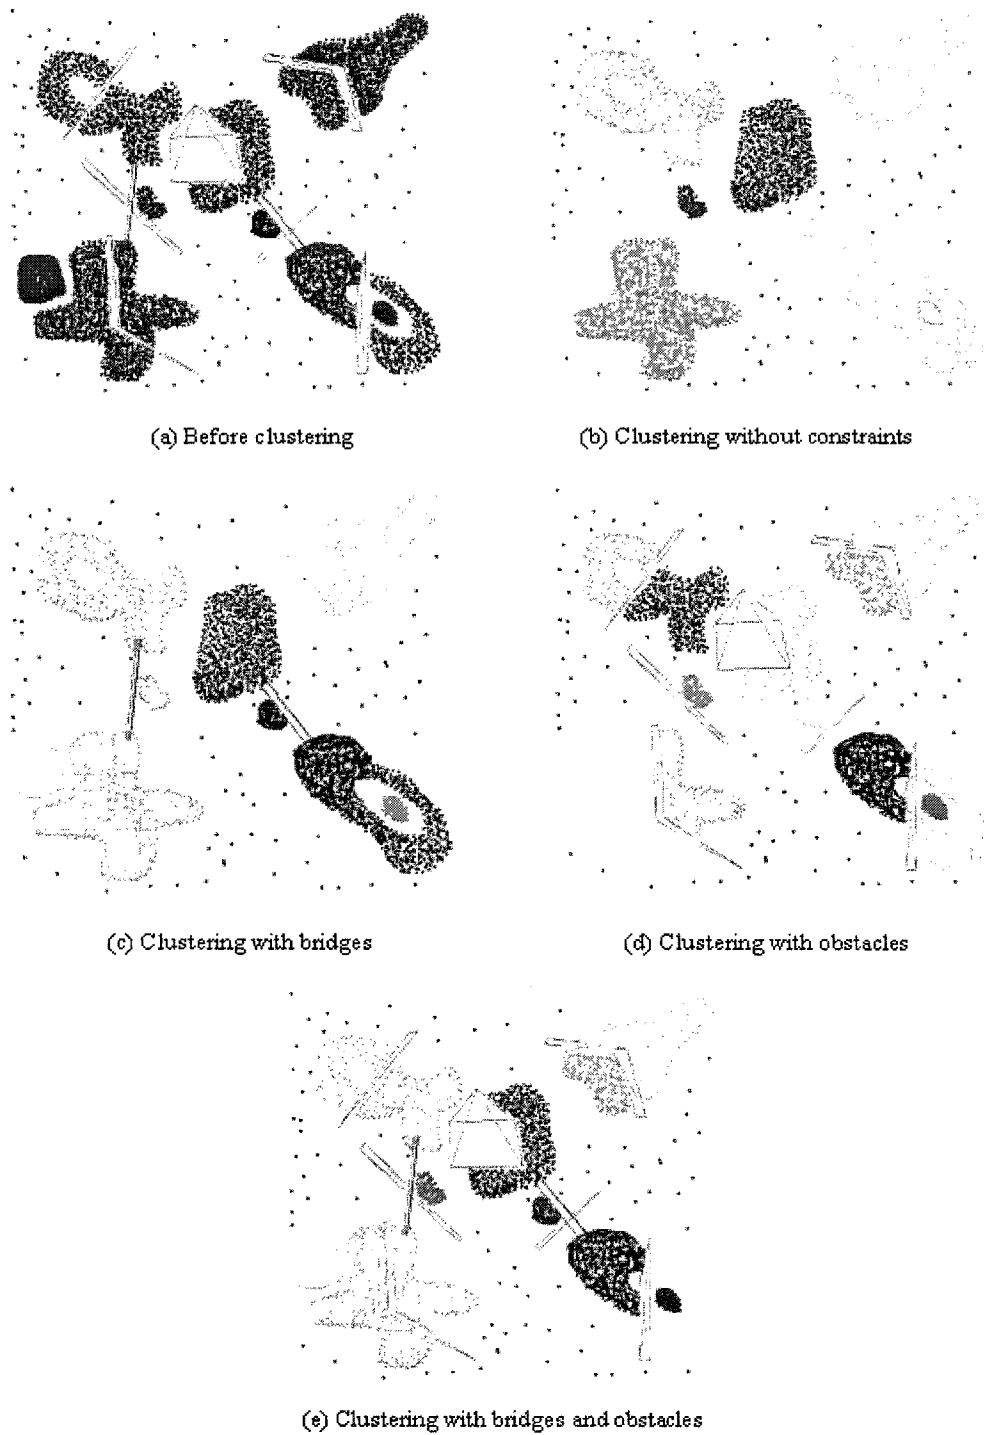 (a) Before clustering
(b) Clustering without constraints
(c) Clustering with bridges
(d) Clustering with obstacles
(e) Clustering with bridges and obstacles